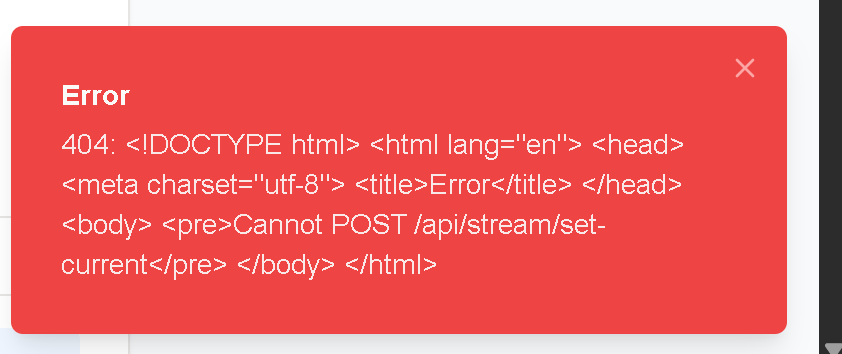 Error
404: <!DOCTYPE html> <html lang="en"> <head>
<meta charset="utf-8"> <title>Error</title> </head>
<body> <pre>Cannot POST /api/stream/set-
current</pre> </body> </html>